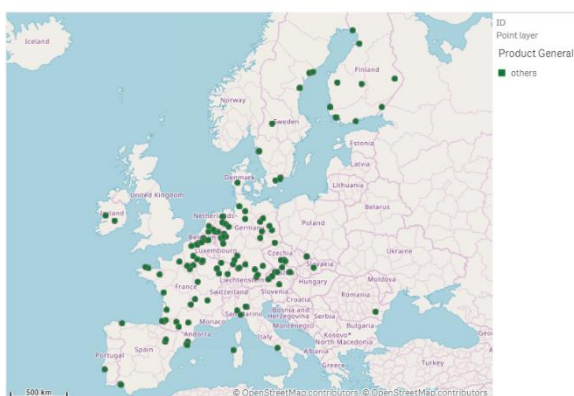 Iceland
ID
Point layer
Product General
others
Finland
Norway
Sweden
Estonia
Latvia
Denmark
Lithuania
United Kingdom
Belarus
Ireland
Netherlands
Germany
Poland
Luxembourg
Czechia
Ukraine
Slovakia
France
Liechtenstein
Switzerland
Hungary
Moldova
Slovenia
Croatia
Romania
Bosnia and
Herzegovina
Serbia
San Marino
Monaco
Montenegro
Bulgaria
Andorra
Kosovo*
Italy
North Macedonia
Albania
Portugal
Spain
Greece
Turkey
500 km
© OpenStreetMap contributors
© OpenStreetMap contributors